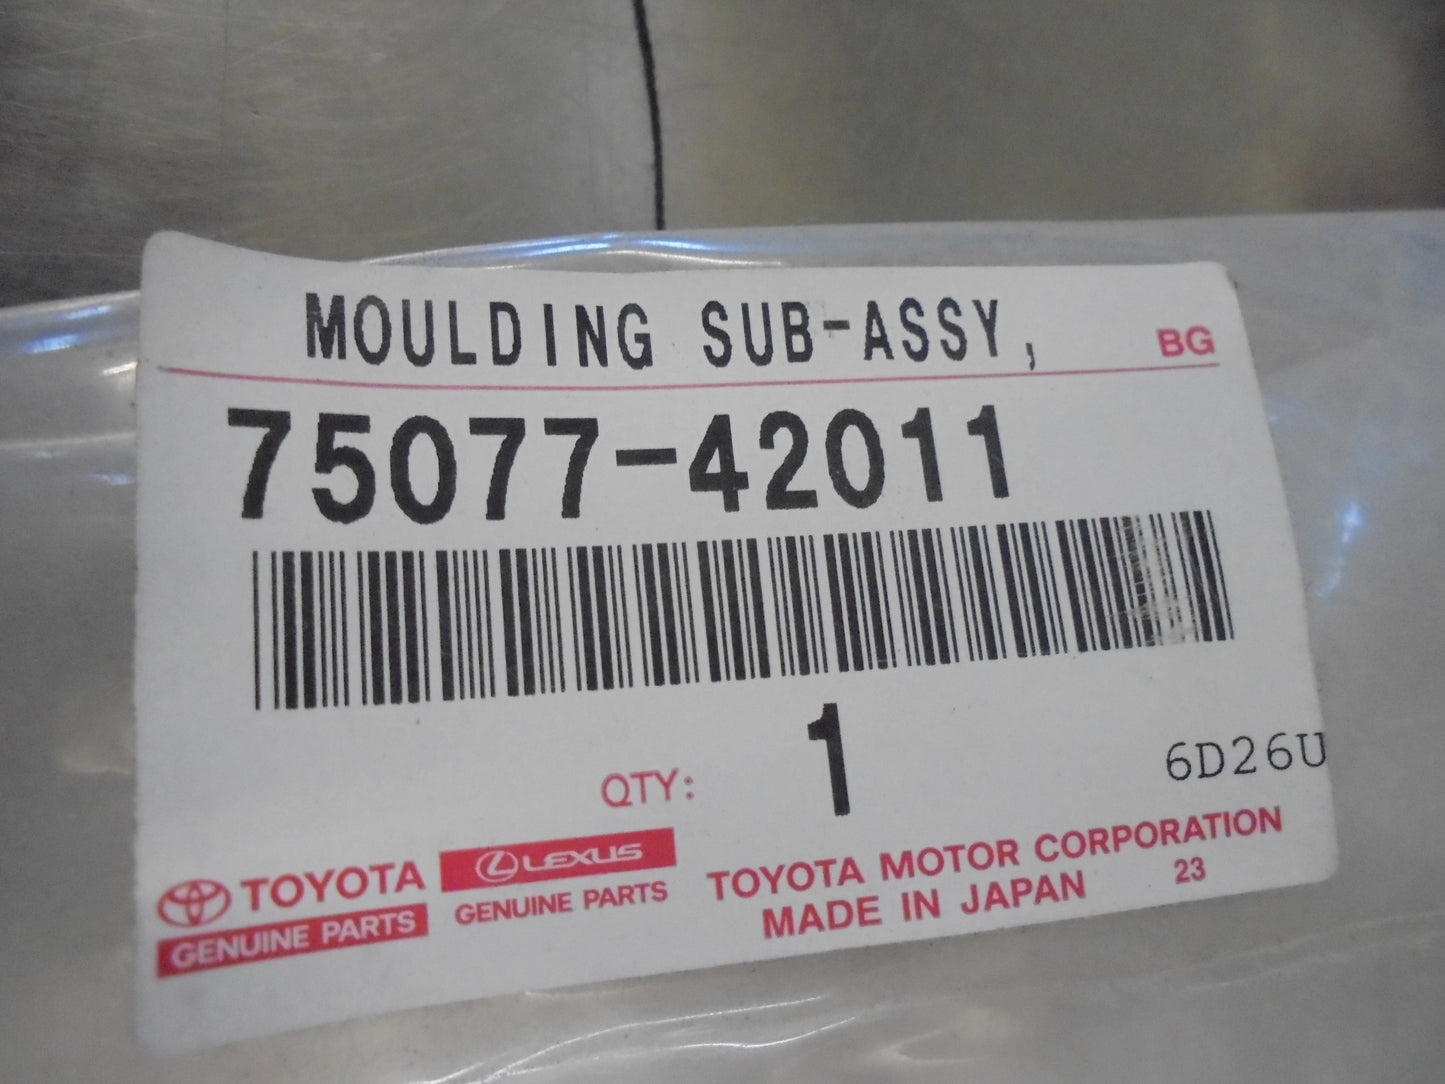 MOULDING SUB-ASSY,
BG
75077-42011
QTY: 1
6D26U
TOYOTA
GENUINE PARTS
LEXUS
GENUINE PARTS
TOYOTA MOTOR CORPORATION
MADE IN JAPAN 23